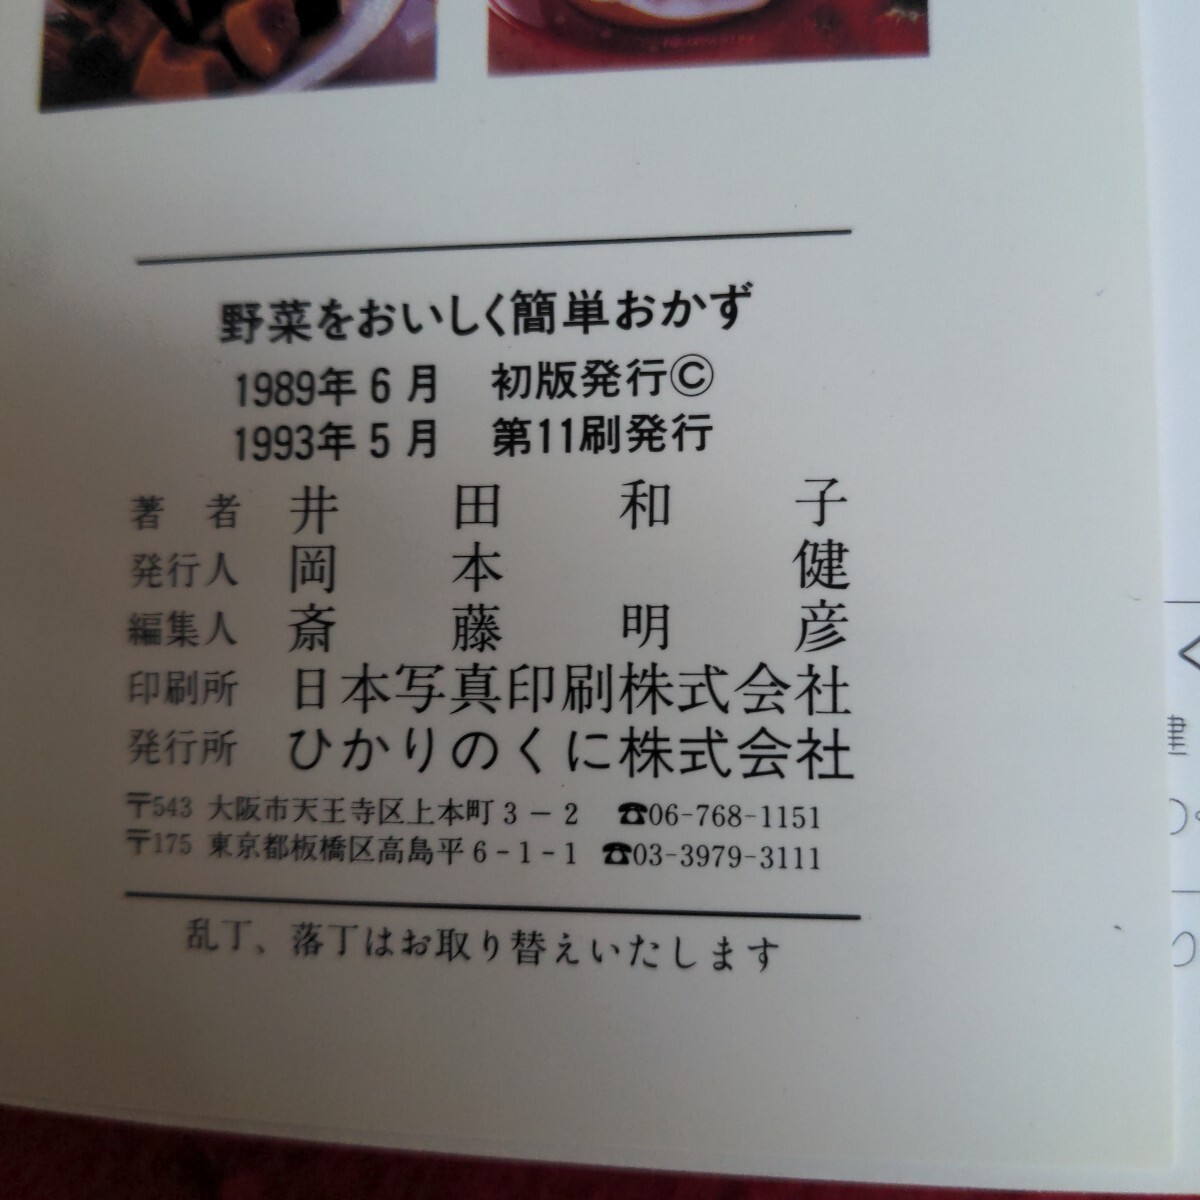 野菜をおいしく簡単おかず
1989年6月 初版発行©
1993年5月 第11刷発行
著者 井田和子
発行人 岡本健
編集人 斎藤明彦
印刷所 日本写真印刷株式会社
発行所 ひかりのくに株式会社
〒543 大阪市天王寺区上本町3-2 ☎06-768-1151
〒175 東京都板橋区高島平6-1-1 ☎03-3979-3111
乱丁、落丁はお取り替えいたします